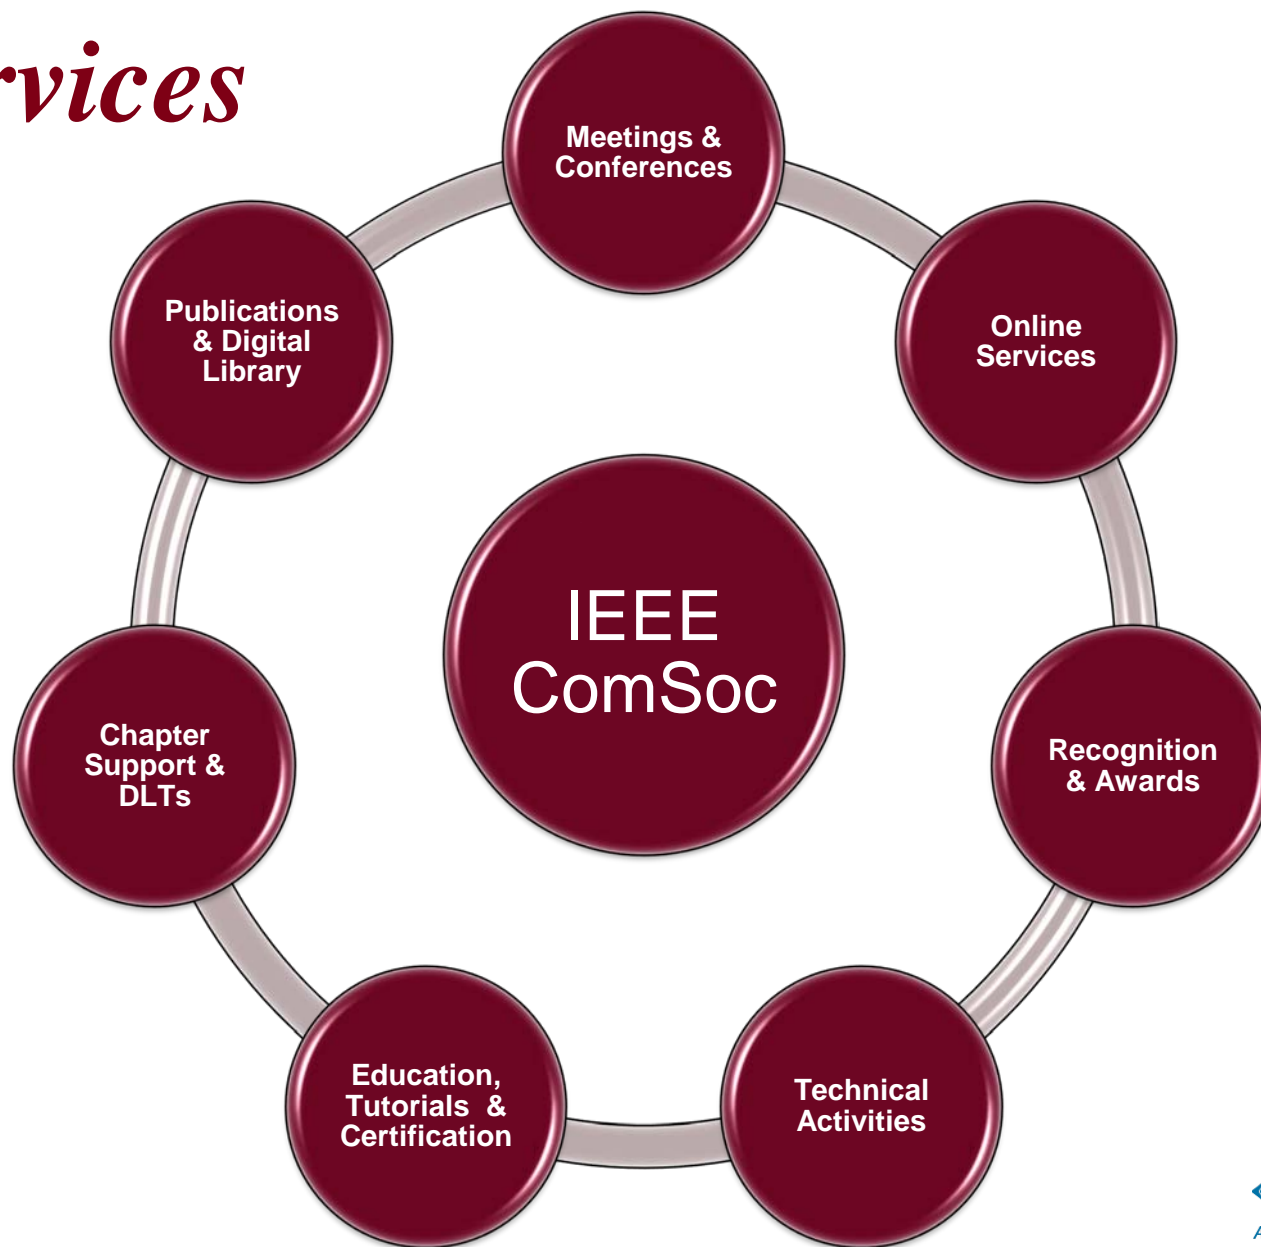 rvices
Meetings &
Conferences
Online
Services
Recognition
& Awards
Technical
Activities
Education,
Tutorials &
Certification
Chapter
Support &
DLTs
Publications
& Digital
Library
IEEE
ComSoc
A